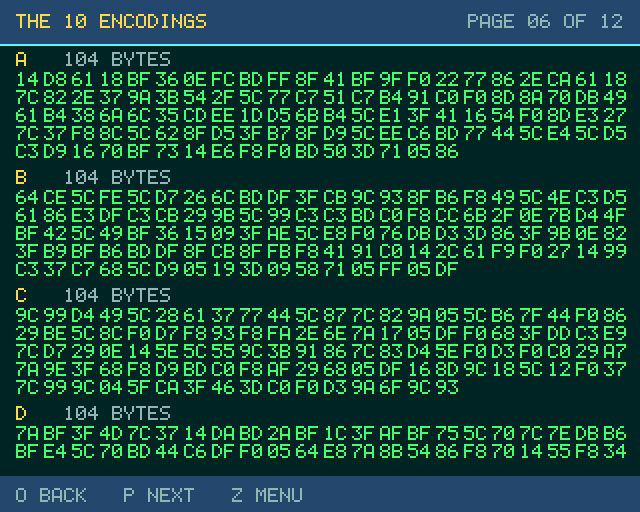 THE 10 ENCODINGS PAGE 06 OF 12
A 104 BYTES
14 D8 61 18 BF 36 0E FC BD FF 8F 41 BF 9F F0 22 77 86 2E CA 61 18
7C 82 2E 37 9A 3B 54 2F 5C 77 C7 51 C7 B4 91 C0 F0 8D 8A 70 DB 49
61 B4 38 6A 6C 35 CD EE 1D D5 6B B4 5C E1 3F 41 16 54 F0 8D E3 27
7C 37 F8 8C 5C 62 8F D5 3F B7 8F D9 5C EE C6 BD 77 44 5C E4 5C D5
C3 D9 16 70 BF 73 14 E6 F8 F0 BD 50 3D 71 05 86
B 104 BYTES
64 CE 5C FE 5C D7 26 6C BD DF 3F CB 9C 93 8F B6 F8 49 5C 4E C3 D5
61 86 E3 DF C3 CB 29 9B 5C 99 C3 C3 BD C0 F8 CC 6B 2F 0E 7B D4 4F
BF 42 5C 49 BF 36 15 09 3F AE 5C E8 F0 76 DB D3 3D 86 3F 9B 0E 82
3F B9 BF B6 BD DF 8F CB 8F FB F8 41 91 C0 14 2C 61 F9 F0 27 14 99
C3 37 C7 68 5C D9 05 19 3D 09 58 71 05 FF 05 DF
C 104 BYTES
9C 99 D4 49 5C 28 61 37 77 44 5C 87 7C 82 9A 05 5C B6 7F 44 F0 86
29 BE 5C 8C F0 D7 F8 93 F8 FA 2E 6E 7A 17 05 DF F0 68 3F DD C3 E9
7C D7 29 0E 14 5E 5C 55 9C 3B 91 86 7C 83 D4 5E F0 D3 F0 C0 29 A7
7A 9E 3F 68 F8 D9 BD C0 F8 AF 29 68 05 DF 16 8D 9C 18 5C 12 F0 37
7C 99 9C 04 5F CA 3F 46 3D C0 F0 D3 9A 6F 9C 93
D 104 BYTES
7A BF 3F 4D 7C 37 14 DA BD 2A BF 1C 3F AF BF 75 5C 70 7C 7E DB B6
BF E4 5C 70 BD 44 C6 DF F0 05 64 E8 7A 8B 54 86 F8 70 14 55 F8 34
O BACK P NEXT Z MENU